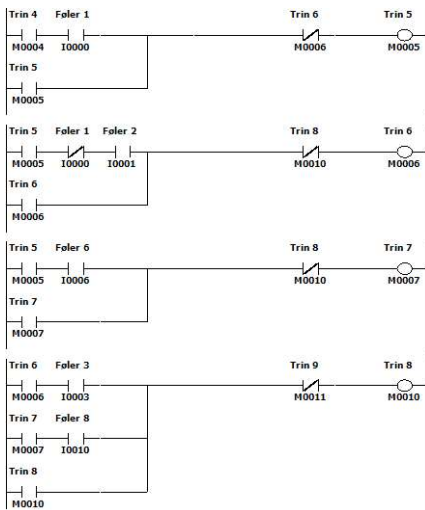 Trin 4 Føler 1 Trin 6 Trin 5
M0004 I0000 M0006 M0005
Trin 5
M0005
Trin 5 Føler 1 Føler 2 Trin 8 Trin 6
M0005 I0000 I0001 M0010 M0006
Trin 6
M0006
Trin 5 Føler 6 Trin 8 Trin 7
M0005 I0006 M0010 M0007
Trin 7
M0007
Trin 6 Føler 3 Trin 9 Trin 8
M0006 I0003 M0011 M0010
Trin 7 Føler 8
M0007 I0010
Trin 8
M0010